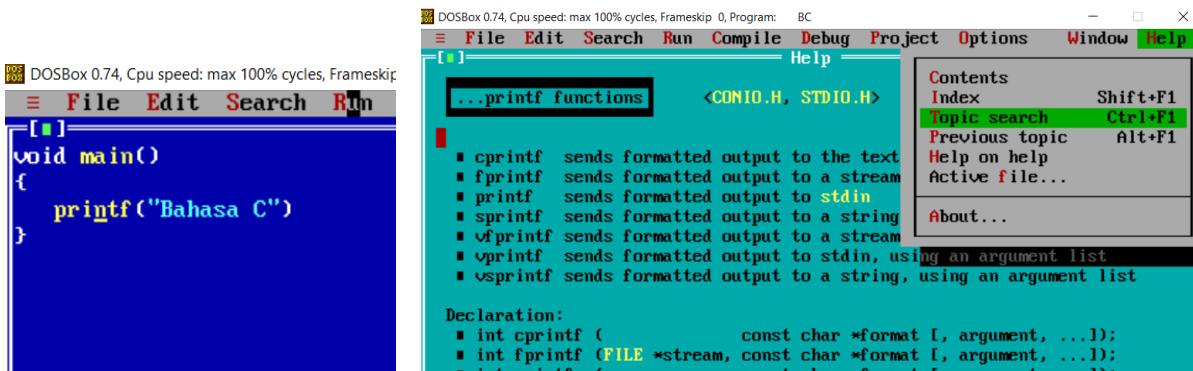 DOSBox 0.74, Cpu speed: max 100% cycles, Frameskip
≡ File Edit Search Run
[■]
void main()
{
printf("Bahasa C")
}
DOSBox 0.74, Cpu speed: max 100% cycles, Frameskip 0, Program: BC
≡ File Edit Search Run Compile Debug Project Options Window Help
[■] Help
...printf functions <CONIO.H, STDIO.H>
■ cprintf sends formatted output to the text
■ fprintf sends formatted output to a stream
■ printf sends formatted output to stdin
■ sprintf sends formatted output to a string
■ vfprintf sends formatted output to a stream
■ vprintf sends formatted output to stdin, using an argument list
■ vsprintf sends formatted output to a string, using an argument list
Declaration:
■ int cprintf ( const char *format [, argument, ...]);
■ int fprintf (FILE *stream, const char *format [, argument, ...]);
Contents
Index Shift+F1
Topic search Ctrl+F1
Previous topic Alt+F1
Help on help
Active file...
About...